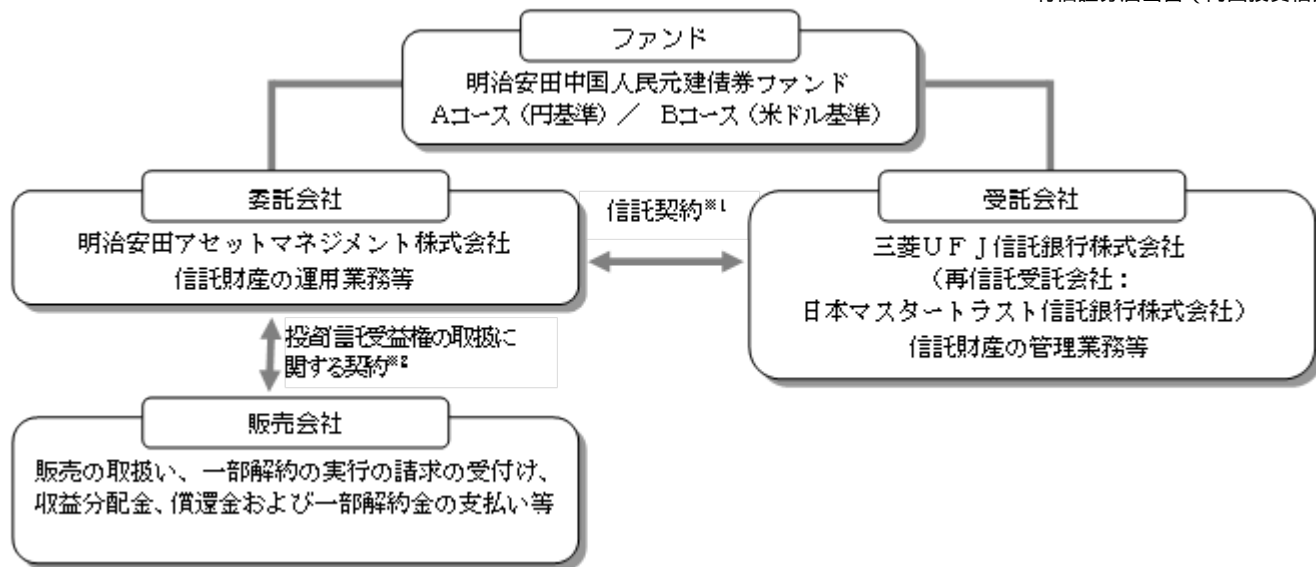 ファンド
明治安田中国人民元建債券ファンド
Aコース（円基準） ／ Bコース（米ドル基準）
委託会社
明治安田アセットマネジメント株式会社
信託財産の運用業務等
信託契約※1
受託会社
三菱ＵＦＪ信託銀行株式会社
（再信託受託会社：
日本マスタートラスト信託銀行株式会社）
信託財産の管理業務等
投資信託受益権の取扱に
関する契約※2
販売会社
販売の取扱い、一部解約の実行の請求の受付け、
収益分配金、償還金および一部解約金の支払い等